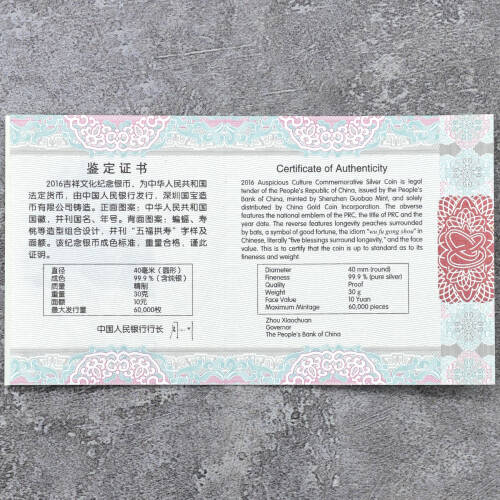 鉴定证书
2016吉祥文化纪念银币，为中华人民共和国
法定货币，由中国人民银行发行，深圳国宝造
币有限公司铸造。正面图案：中华人民共和国
国徽，并刊国名、年号。背面图案：蝙蝠、寿
桃等造型组合设计，并刊“五福拱寿”字样及
面额。该纪念银币成色标准，重量合格，谨此
证明。
直径 40毫米（圆形）
成色 99.9%（含纯银）
质量 精制
重量 30克
面额 10元
最大发行量 60,000枚
中国人民银行行长
Certificate of Authenticity
2016 Auspicious Culture Commemorative Silver Coin is legal
tender of the People's Republic of China, issued by the People's
Bank of China, minted by Shenzhen Guobao Mint, and solely
distributed by China Gold Coin Incorporation. The obverse
features the national emblem of the PRC, the title of PRC and the
year date. The reverse features longevity peaches surrounded
by bats, a symbol of good fortune, the idiom "wu fu gong shou" in
Chinese, literally "five blessings surround longevity," and the face
value. This is to certify that the coin is up to standard as to its
fineness and weight.
Diameter 40 mm (round)
Fineness 99.9 % (pure silver)
Quality Proof
Weight 30 g
Face Value 10 Yuan
Maximum Mintage 60,000 pieces
Zhou Xiaochuan
Governor
The People's Bank of China